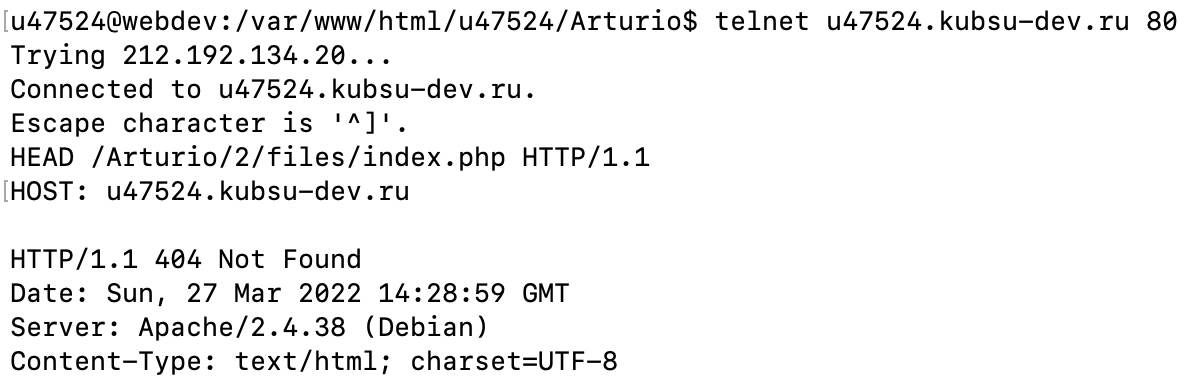 [u47524@webdev:/var/www/html/u47524/Arturio$ telnet u47524.kubsu-dev.ru 80
Trying 212.192.134.20...
Connected to u47524.kubsu-dev.ru.
Escape character is '^]'.
HEAD /Arturio/2/files/index.php HTTP/1.1
[HOST: u47524.kubsu-dev.ru

HTTP/1.1 404 Not Found
Date: Sun, 27 Mar 2022 14:28:59 GMT
Server: Apache/2.4.38 (Debian)
Content-Type: text/html; charset=UTF-8